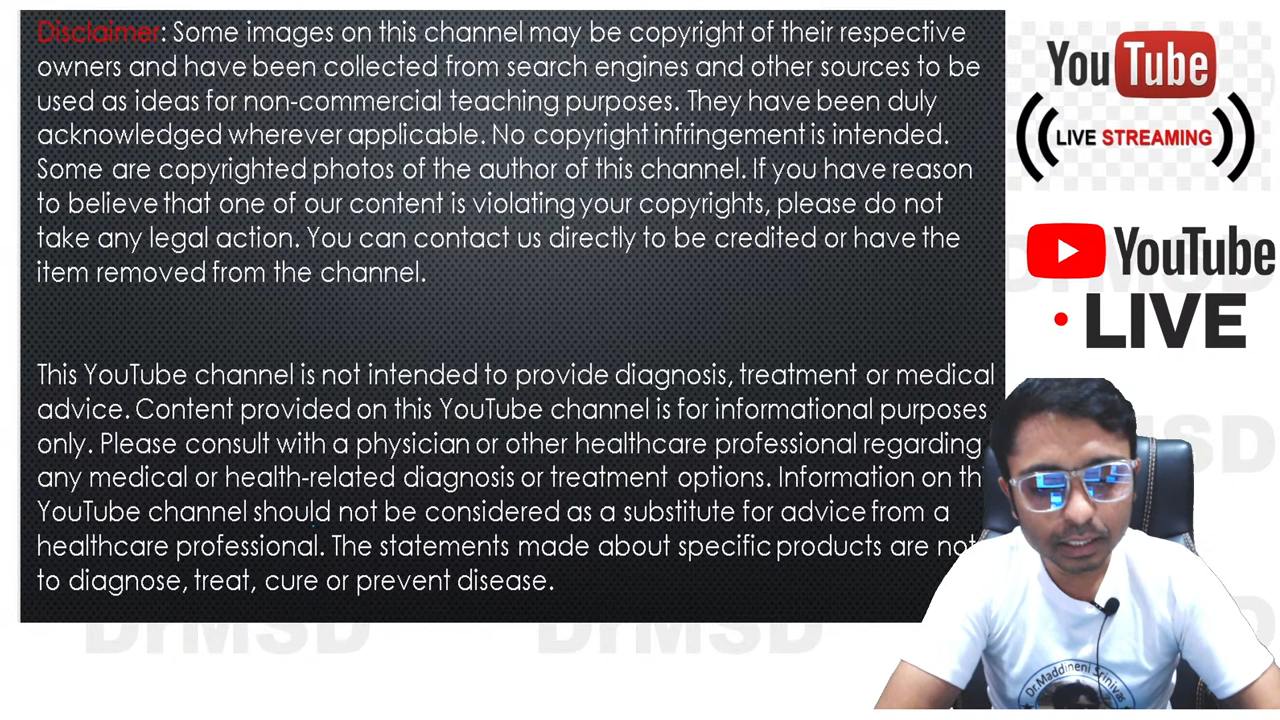 Disclaimer: Some images on this channel may be copyright of their respective
owners and have been collected from search engines and other sources to be
used as ideas for non-commercial teaching purposes. They have been duly
acknowledged wherever applicable. No copyright infringement is intended.
Some are copyrighted photos of the author of this channel. If you have reason
to believe that one of our content is violating your copyrights, please do not
take any legal action. You can contact us directly to be credited or have the
item removed from the channel.
This YouTube channel is not intended to provide diagnosis, treatment or medical
advice. Content provided on this YouTube channel is for informational purposes
only. Please consult with a physician or other healthcare professional regarding
any medical or health-related diagnosis or treatment options. Information on
YouTube channel should not be considered as a substitute for advice from a
healthcare professional. The statements made about specific products are not
to diagnose, treat, cure or prevent disease.
YouTube
LIVE STREAMING
YouTube
LIVE
DrMSD
DrMSD
Dr.Maddineni Srinivas